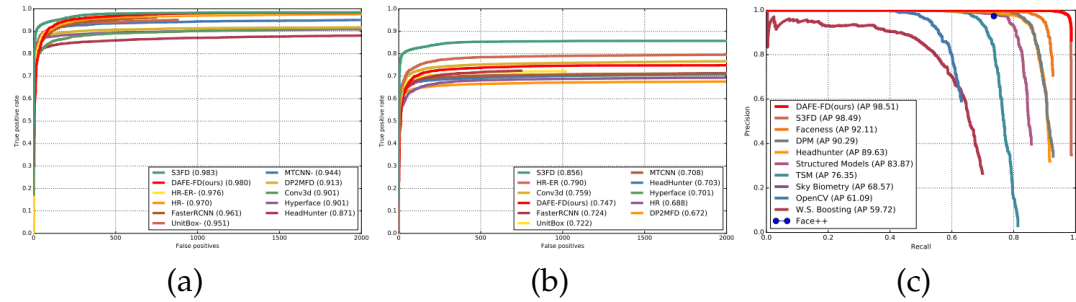 1.0
0.9
0.8
0.7
0.6
0.5
0.4
0.3
0.2
0.1
0.0
0
500
1000
1500
2000
True positive rate
False positives
S3FD (0.983)
DAFE-FD(ours) (0.980)
HR-ER- (0.976)
HR- (0.970)
FasterRCNN (0.961)
UnitBox- (0.951)
MTCNN- (0.944)
DP2MFD (0.913)
Conv3d (0.901)
Hyperface (0.901)
HeadHunter (0.871)
(a)
1.0
0.9
0.8
0.7
0.6
0.5
0.4
0.3
0.2
0.1
0.0
0
500
1000
1500
2000
True positive rate
False positives
S3FD (0.856)
HR-ER (0.790)
Conv3d (0.759)
DAFE-FD(ours) (0.747)
FasterRCNN (0.724)
UnitBox (0.722)
MTCNN (0.708)
HeadHunter (0.703)
Hyperface (0.701)
HR (0.688)
DP2MFD (0.672)
(b)
1.0
0.8
0.6
0.4
0.2
0.0
0.0
0.2
0.4
0.6
0.8
1.0
Precision
Recall
DAFE-FD(ours) (AP 98.51)
S3FD (AP 98.49)
Faceness (AP 92.11)
DPM (AP 90.29)
Headhunter (AP 89.63)
Structured Models (AP 83.87)
TSM (AP 76.35)
Sky Biometry (AP 68.57)
OpenCV (AP 61.09)
W.S. Boosting (AP 59.72)
Face++
(c)